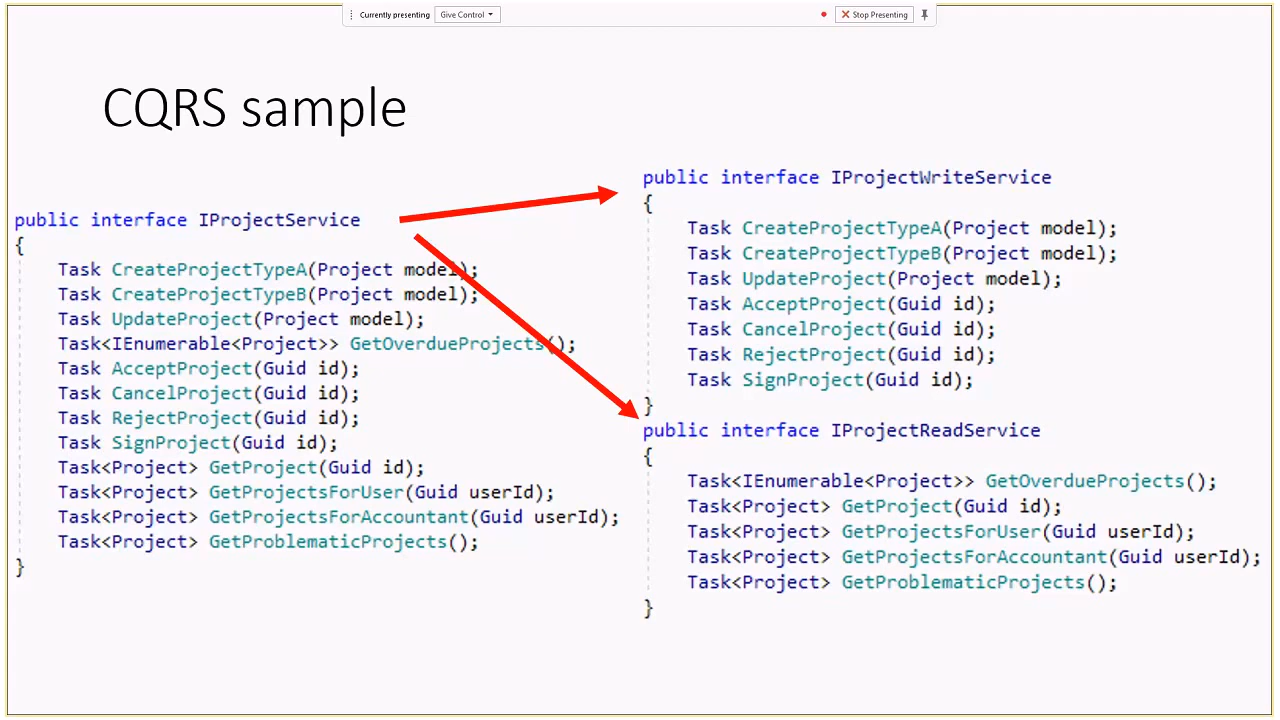 Currently presenting Give Control Stop Presenting
CQRS sample
public interface IProjectService
{
Task CreateProjectTypeA(Project model);
Task CreateProjectTypeB(Project model);
Task UpdateProject(Project model);
Task<IEnumerable<Project>> GetOverdueProjects();
Task AcceptProject(Guid id);
Task CancelProject(Guid id);
Task RejectProject(Guid id);
Task SignProject(Guid id);
Task<Project> GetProject(Guid id);
Task<Project> GetProjectsForUser(Guid userId);
Task<Project> GetProjectsForAccountant(Guid userId);
Task<Project> GetProblematicProjects();
}
public interface IProjectWriteService
{
Task CreateProjectTypeA(Project model);
Task CreateProjectTypeB(Project model);
Task UpdateProject(Project model);
Task AcceptProject(Guid id);
Task CancelProject(Guid id);
Task RejectProject(Guid id);
Task SignProject(Guid id);
}
public interface IProjectReadService
{
Task<IEnumerable<Project>> GetOverdueProjects();
Task<Project> GetProject(Guid id);
Task<Project> GetProjectsForUser(Guid userId);
Task<Project> GetProjectsForAccountant(Guid userId);
Task<Project> GetProblematicProjects();
}